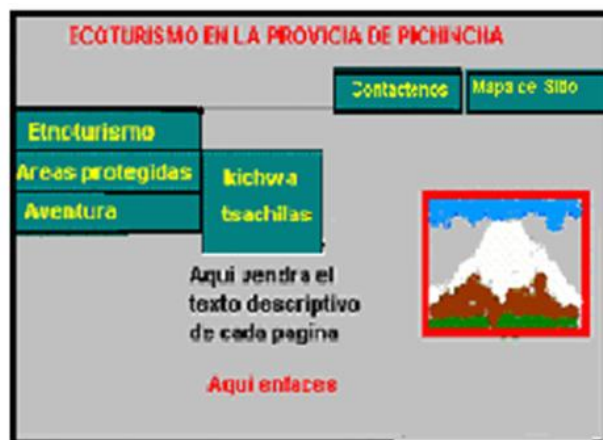 ECOTURISMO EN LA PROVICIA DE PICHINCHA
Contactenos
Mapa del Sitio
Etnoturismo
Areas protegidas
Aventura
kichwa
tsachilas
Aqui vendra el
texto descriptivo
de cada pagina
Aqui enlaces